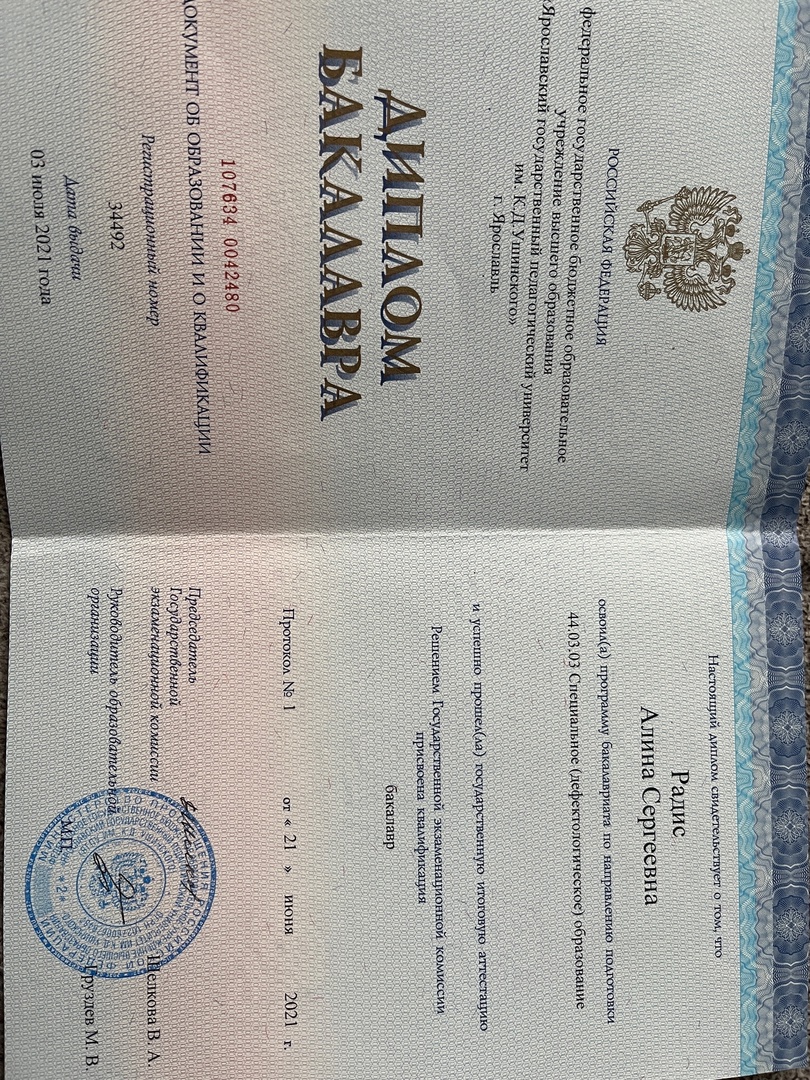 РОССИЙСКАЯ ФЕДЕРАЦИЯ
федеральное государственное бюджетное образовательное
учреждение высшего образования
«Ярославский государственный педагогический университет
им. К.Д.Ушинского»
г. Ярославль
ДИПЛОМ
БАКАЛАВРА
107634 0042480
ДОКУМЕНТ ОБ ОБРАЗОВАНИИ И О КВАЛИФИКАЦИИ
Регистрационный номер
34492
Дата выдачи
03 июля 2021 года
Настоящий диплом свидетельствует о том, что
Радис
Алина Сергеевна
освоил(а) программу бакалавриата по направлению подготовки
44.03.03 Специальное (дефектологическое) образование
и успешно прошел(ла) государственную итоговую аттестацию
Решением Государственной экзаменационной комиссии
присвоена квалификация
бакалавр
Протокол № 1 от « 21 » июня 2021 г.
Председатель
Государственной
экзаменационной комиссии
Шелкова В. А.
Руководитель образовательной
организации
Груздев М. В.
МП